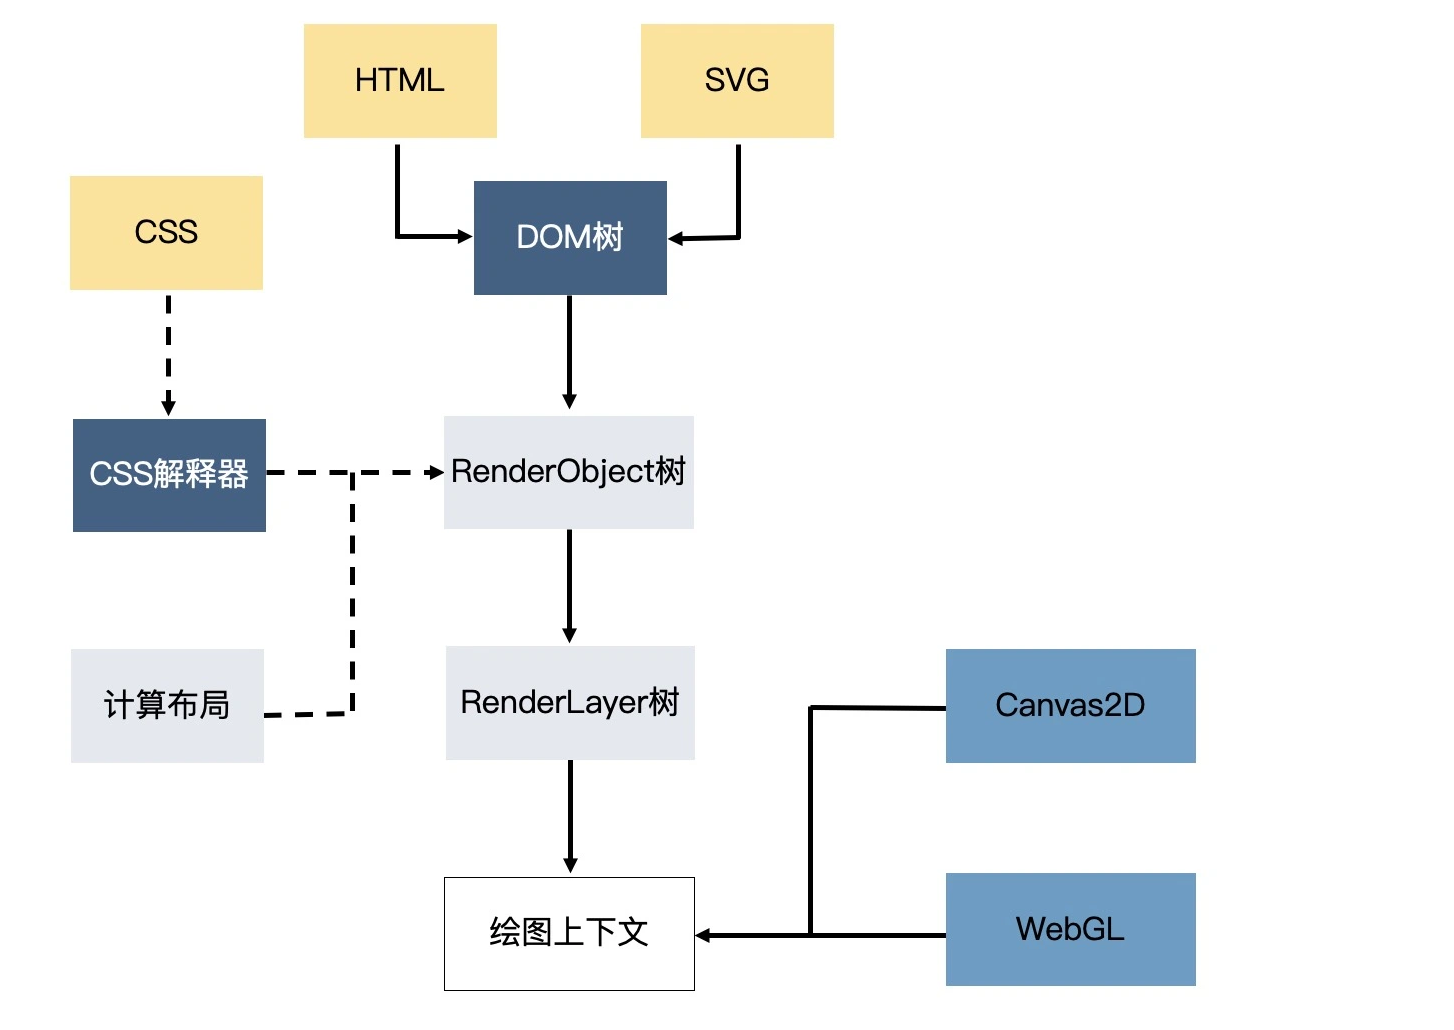 HTML
SVG
CSS
DOM树
CSS解释器
RenderObject树
计算布局
RenderLayer树
Canvas2D
绘图上下文
WebGL